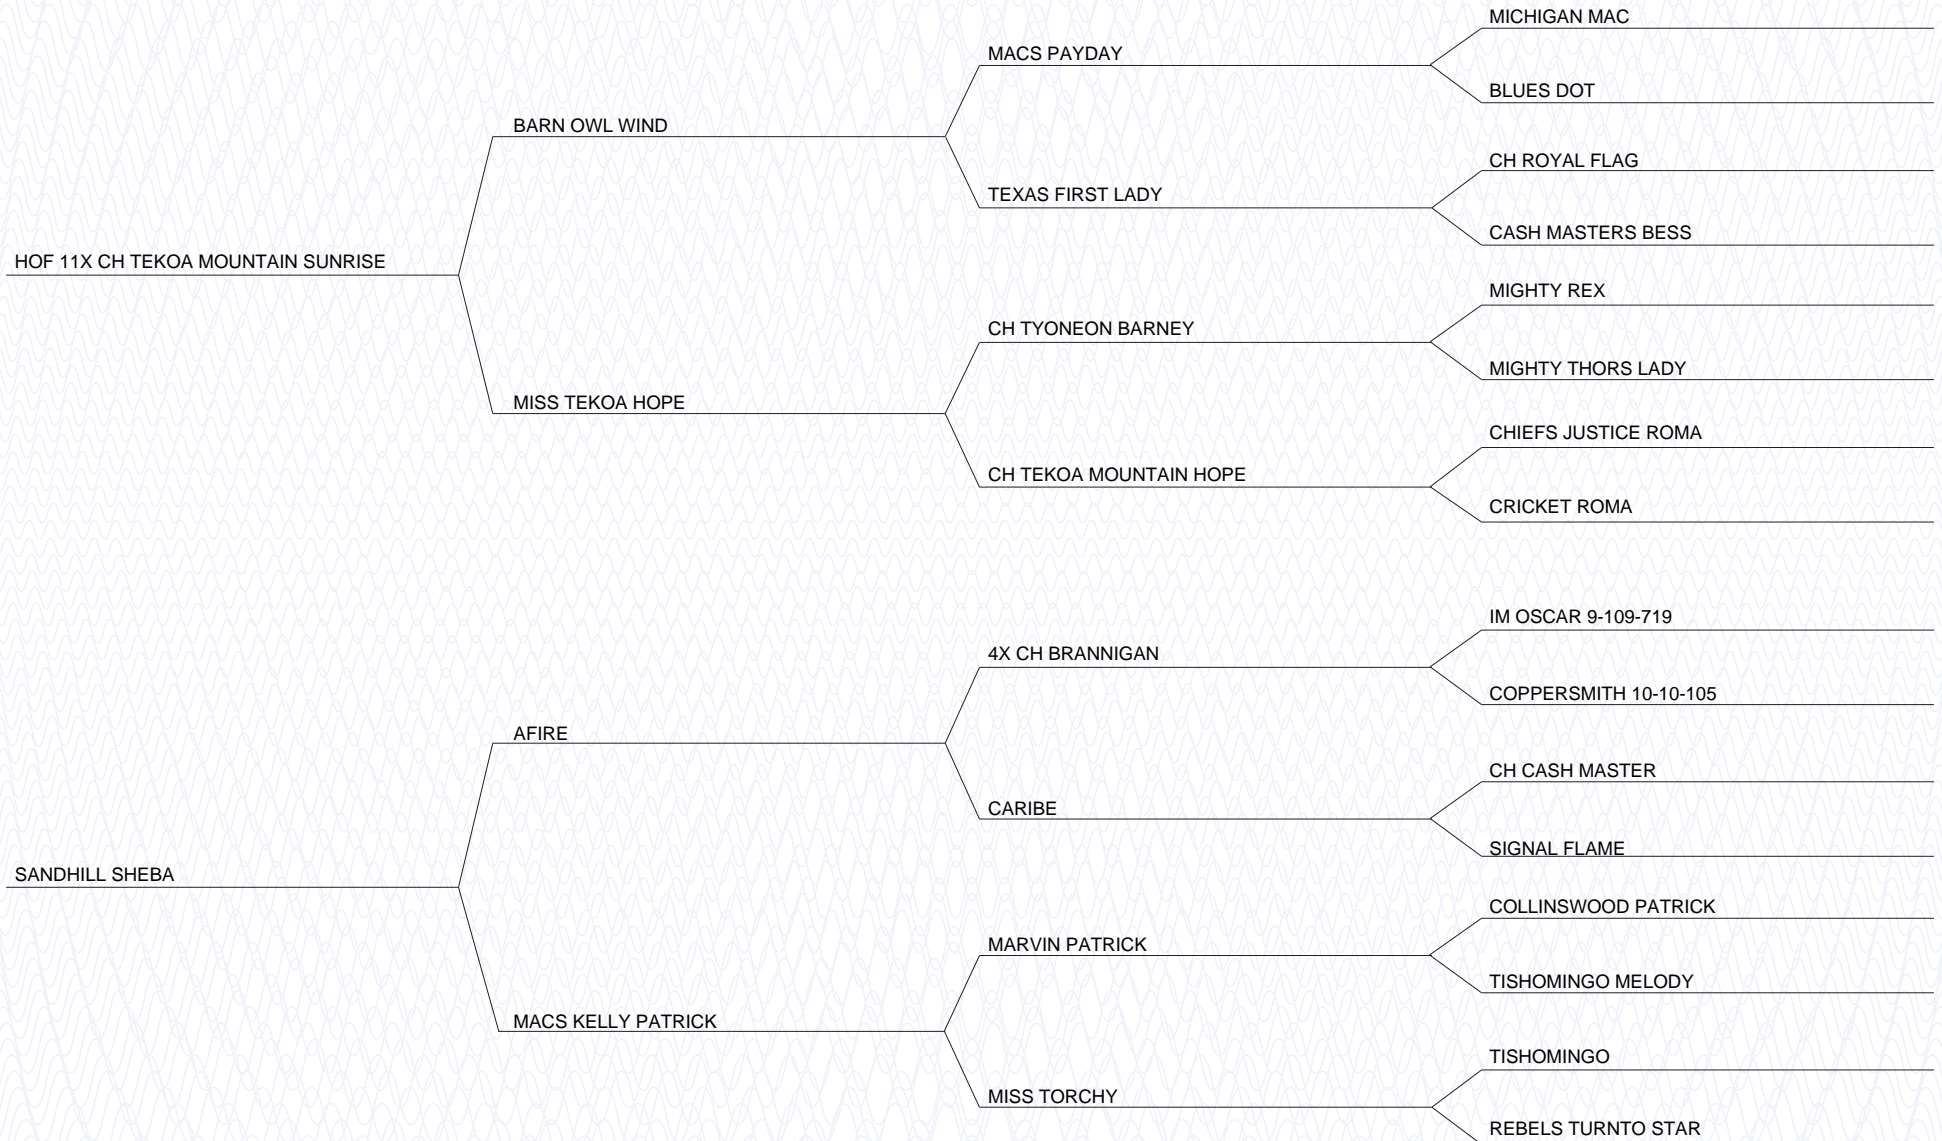 MICHIGAN MAC
MACS PAYDAY
BLUES DOT
BARN OWL WIND
CH ROYAL FLAG
TEXAS FIRST LADY
CASH MASTERS BESS
HOF 11X CH TEKOA MOUNTAIN SUNRISE
MIGHTY REX
CH TYONEON BARNEY
MIGHTY THORS LADY
MISS TEKOA HOPE
CHIEFS JUSTICE ROMA
CH TEKOA MOUNTAIN HOPE
CRICKET ROMA
IM OSCAR 9-109-719
4X CH BRANNIGAN
COPPERSMITH 10-10-105
AFIRE
CH CASH MASTER
CARIBE
SIGNAL FLAME
SANDHILL SHEBA
COLLINSWOOD PATRICK
MARVIN PATRICK
TISHOMINGO MELODY
MACS KELLY PATRICK
TISHOMINGO
MISS TORCHY
REBELS TURNTO STAR